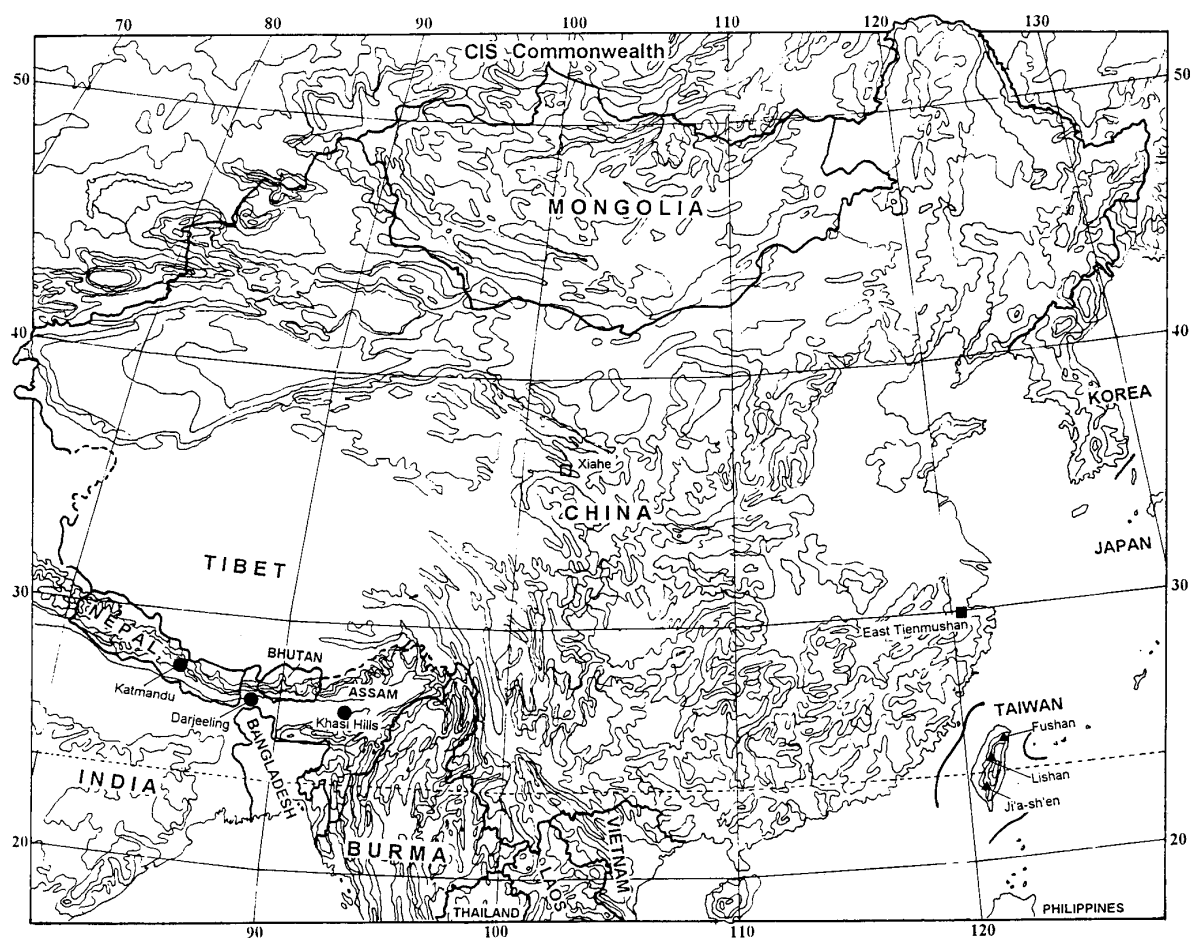 70 80 90 100 110 120 130
CIS Commonwealth
50 50
MONGOLIA
40 40
KOREA
Xiahe
CHINA
JAPAN
TIBET
30 30
NEPAL
East Tienmushan
BHUTAN
Katmandu
ASSAM
Darjeeling
Khasi Hills
BANGLADESH
TAIWAN
Fushan
Lishan
Ji'a-sh'en
INDIA
20 20
BURMA
VIETNAM
LAOS
THAILAND
PHILIPPINES
90 100 110 120